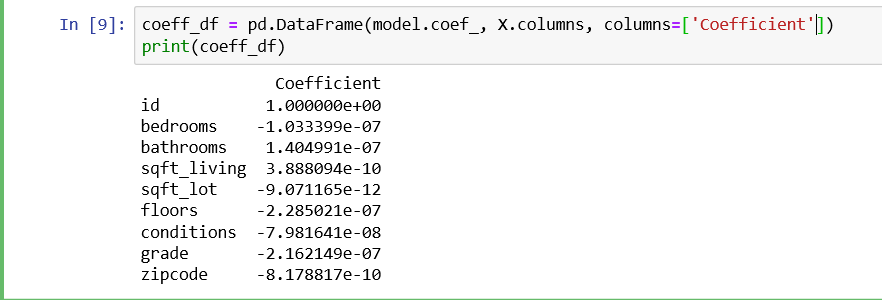 In [9]: coeff_df = pd.DataFrame(model.coef_, X.columns, columns=['Coefficient'])
print(coeff_df)
Coefficient
id 1.000000e+00
bedrooms -1.033399e-07
bathrooms 1.404991e-07
sqft_living 3.888094e-10
sqft_lot -9.071165e-12
floors -2.285021e-07
conditions -7.981641e-08
grade -2.162149e-07
zipcode -8.178817e-10